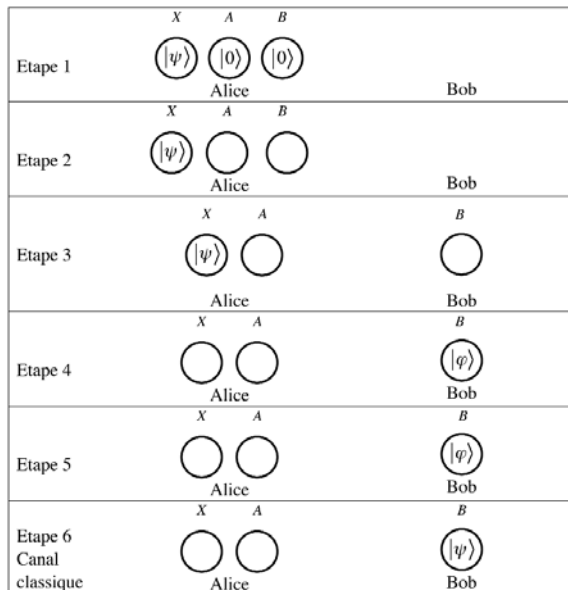 X A B
Etape 1 |ψ⟩ |0⟩ |0⟩
Alice Bob
X A B
Etape 2 |ψ⟩
Alice Bob
X A B
Etape 3 |ψ⟩
Alice Bob
X A B
Etape 4 |φ⟩
Alice Bob
X A B
Etape 5 |φ⟩
Alice Bob
X A B
Etape 6 |ψ⟩
Canal
classique Alice Bob